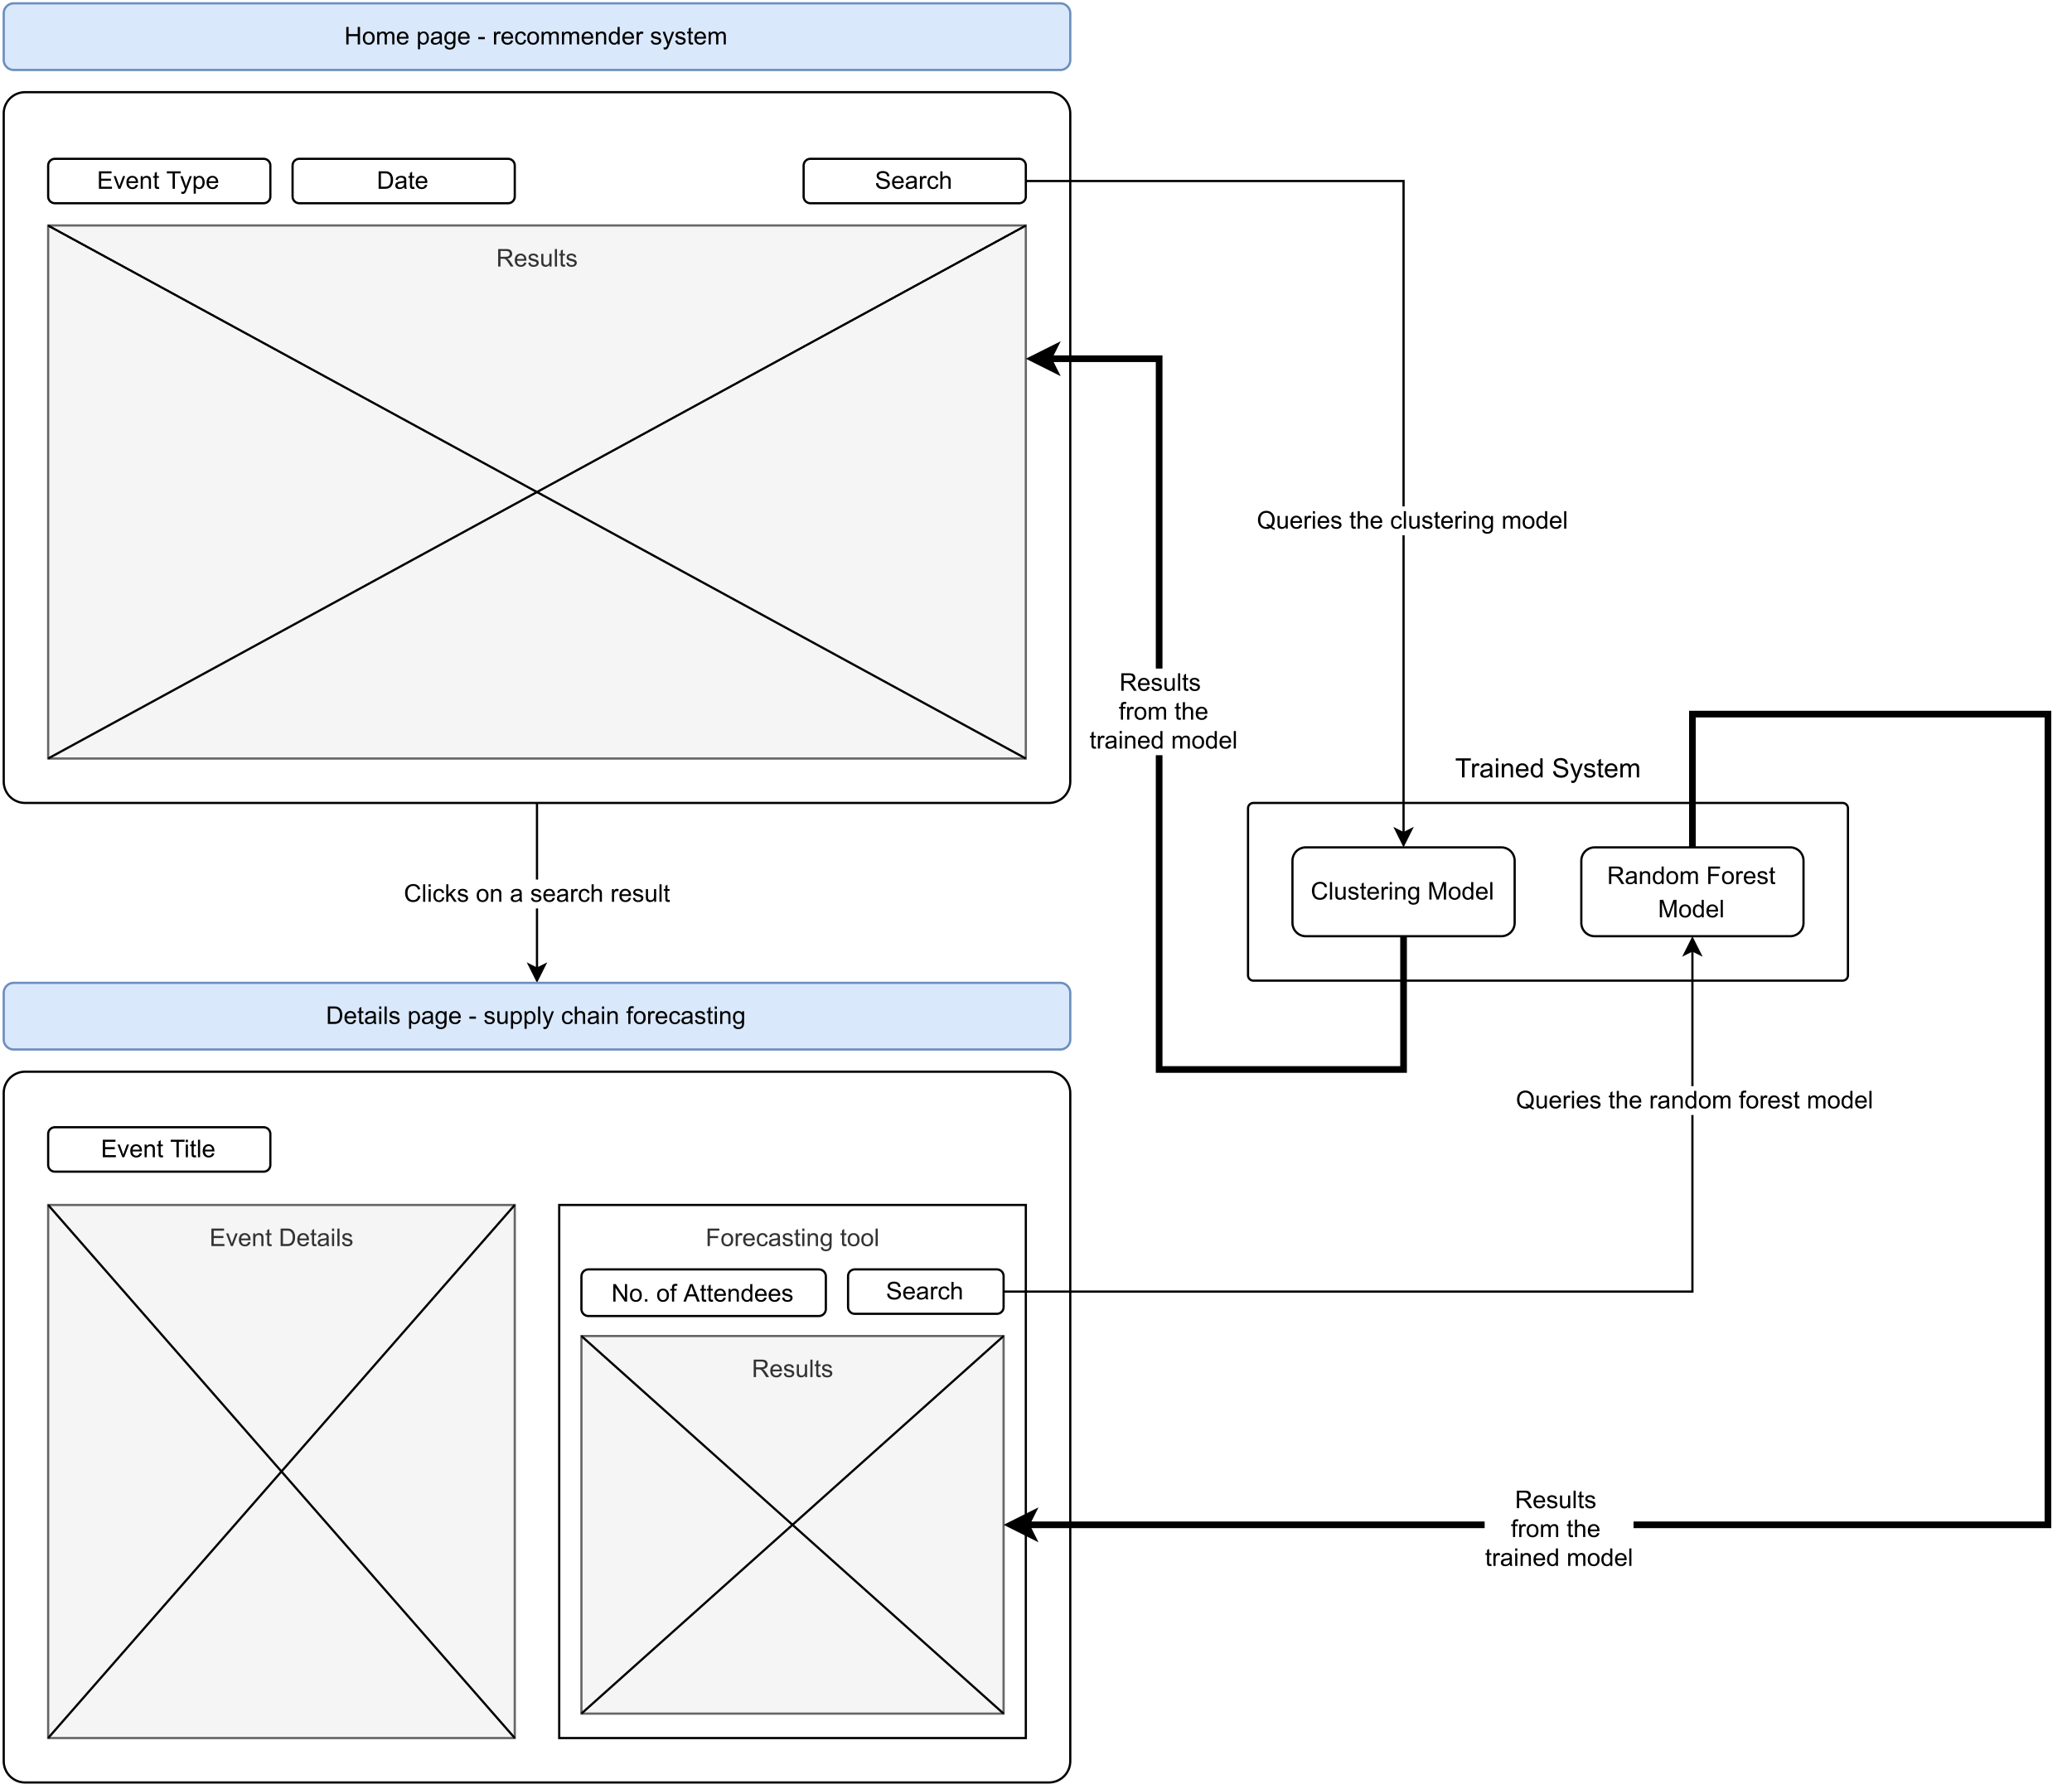 Home page - recommender system
Event Type
Date
Search
Results
Queries the clustering model
Results
from the
trained model
Trained System
Clustering Model
Random Forest
Model
Clicks on a search result
Details page - supply chain forecasting
Queries the random forest model
Event Title
Event Details
Forecasting tool
No. of Attendees
Search
Results
Results
from the
trained model